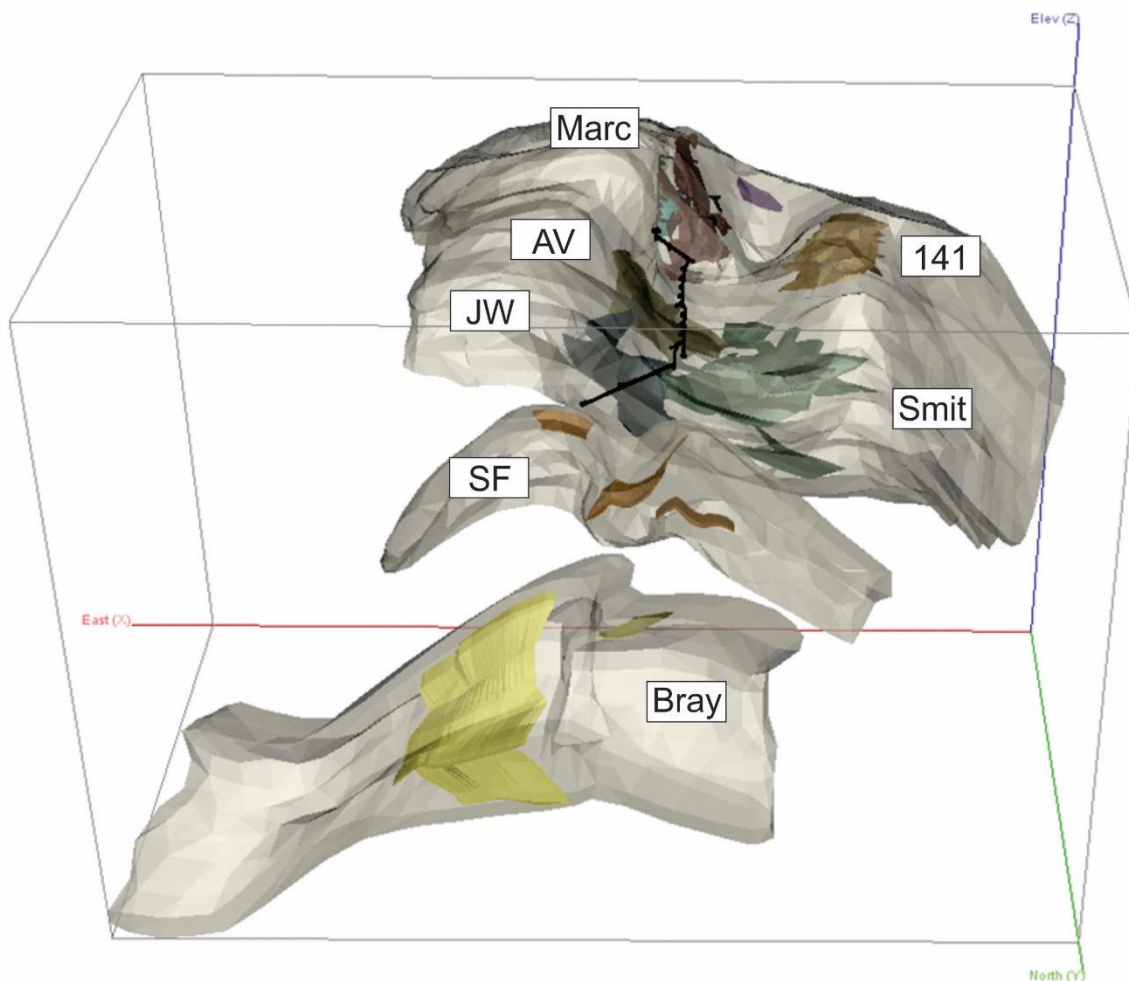 Elev (Z)
Marc
AV
141
JW
Smit
SF
East (X)
Bray
North (Y)